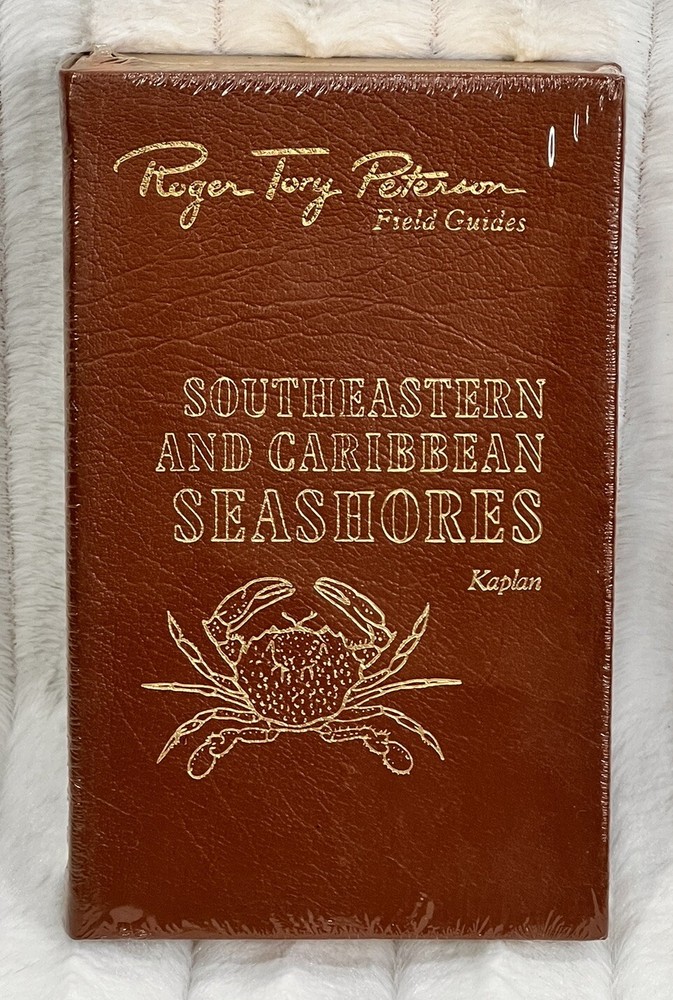 Roger Tory Peterson
Field Guides
SOUTHEASTERN
AND CARIBBEAN
SEASHORES
Kaplan